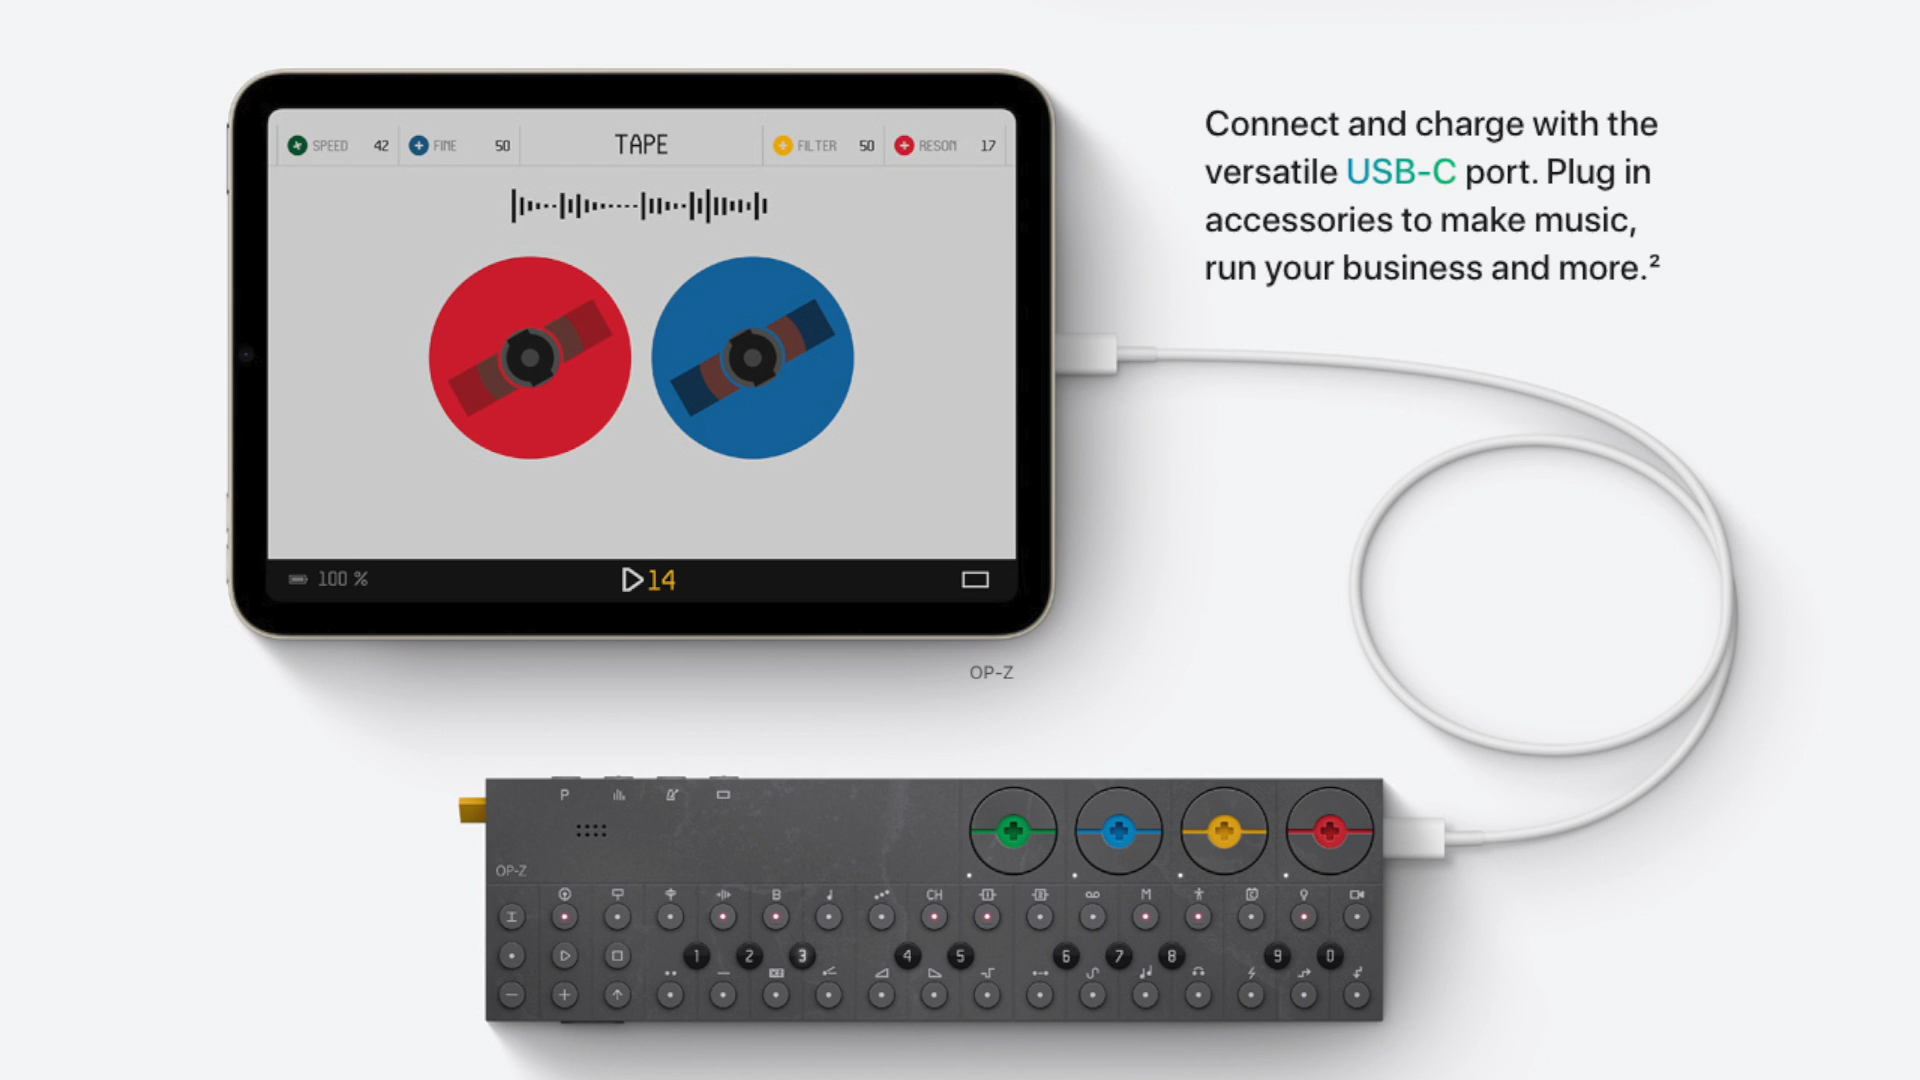 SPEED 42 FINE 50 TAPE FILTER 50 RESON 17
Connect and charge with the
versatile USB-C port. Plug in
accessories to make music,
run your business and more.²
100 % 14
OP-Z
P
OP-Z
B CH M
1 2 3 4 5 6 7 8 9 0